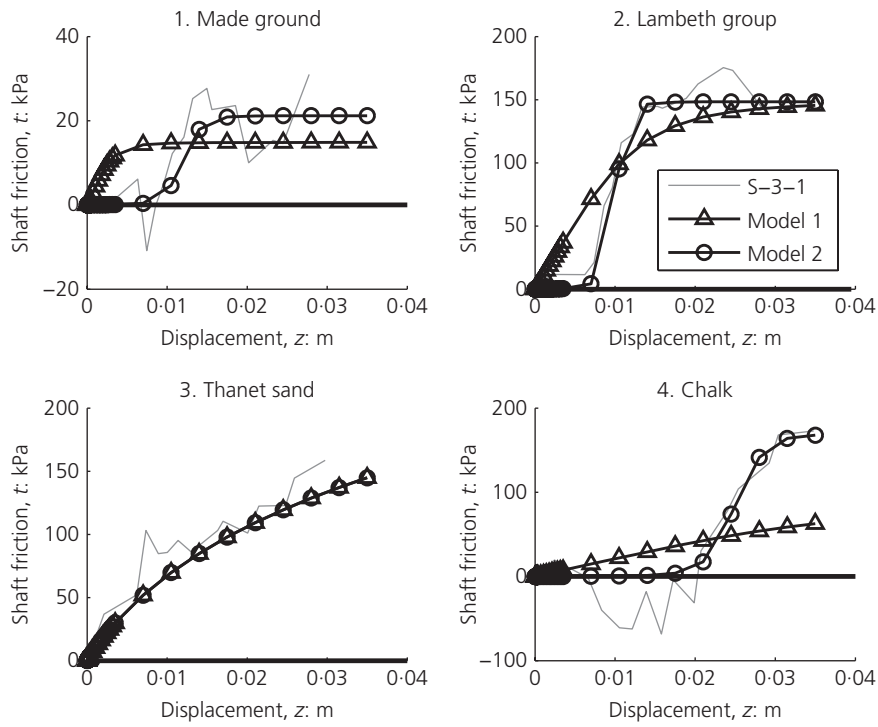 1. Made ground
40
20
0
–20
0
0·01
0·02
0·03
0·04
Shaft friction, t: kPa
Displacement, z: m
2. Lambeth group
200
150
100
50
0
0
0·01
0·02
0·03
0·04
Shaft friction, t: kPa
Displacement, z: m
S–3–1
Model 1
Model 2
3. Thanet sand
200
150
100
50
0
0
0·01
0·02
0·03
0·04
Shaft friction, t: kPa
Displacement, z: m
4. Chalk
200
100
0
–100
0
0·01
0·02
0·03
0·04
Shaft friction, t: kPa
Displacement, z: m